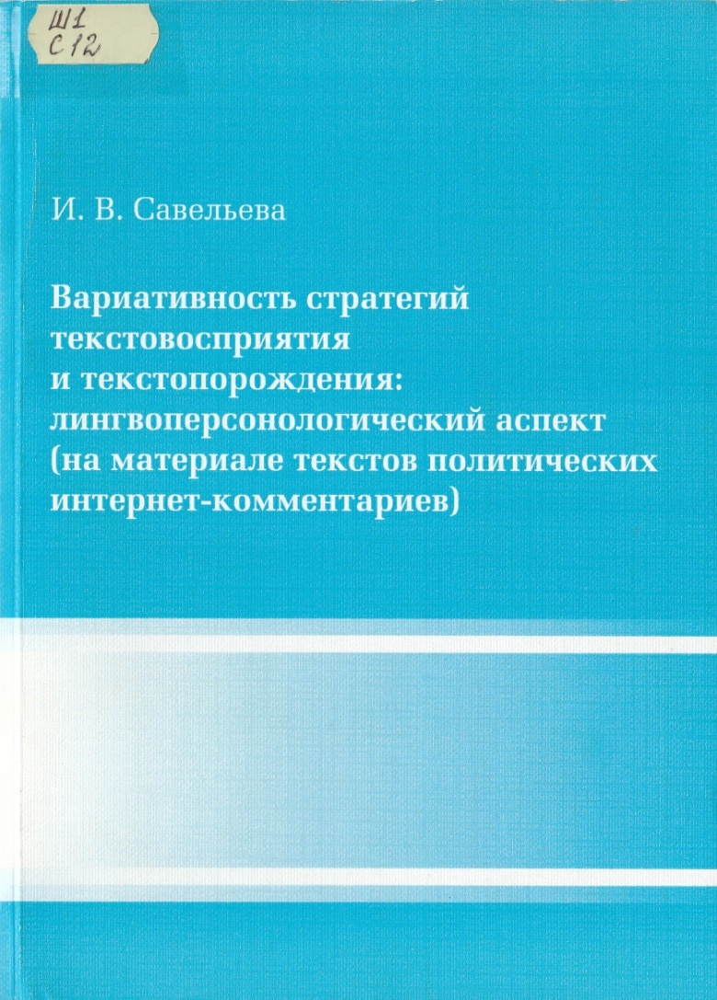 Ш1
С12
И. В. Савельева
Вариативность стратегий
текстовосприятия
и текстопорождения:
лингвоперсонологический аспект
(на материале текстов политических
интернет-комментариев)